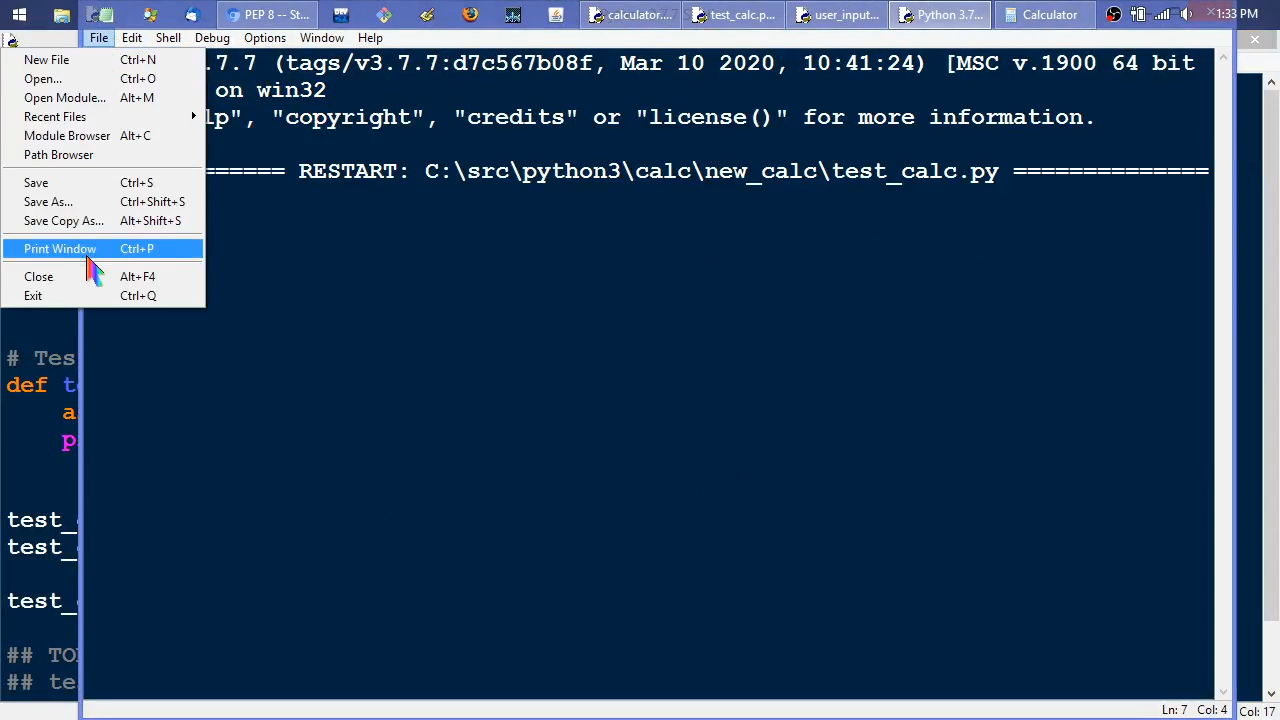 PEP 8 -- St...
calculator....
test_calc.p...
user_input...
Python 3.7...
Calculator
1:33 PM
File Edit Shell Debug Options Window Help
New File Ctrl+N
Open... Ctrl+O
Open Module... Alt+M
Recent Files
Module Browser Alt+C
Path Browser
Save Ctrl+S
Save As... Ctrl+Shift+S
Save Copy As... Alt+Shift+S
Print Window Ctrl+P
Close Alt+F4
Exit Ctrl+Q
.7.7 (tags/v3.7.7:d7c567b08f, Mar 10 2020, 10:41:24) [MSC v.1900 64 bit
on win32
lp", "copyright", "credits" or "license()" for more information.
====== RESTART: C:\src\python3\calc\new_calc\test_calc.py ==============
# Tes
def te
a
p
test_
test_
test_
## TO
## te
Ln: 7 Col: 4
Col: 17